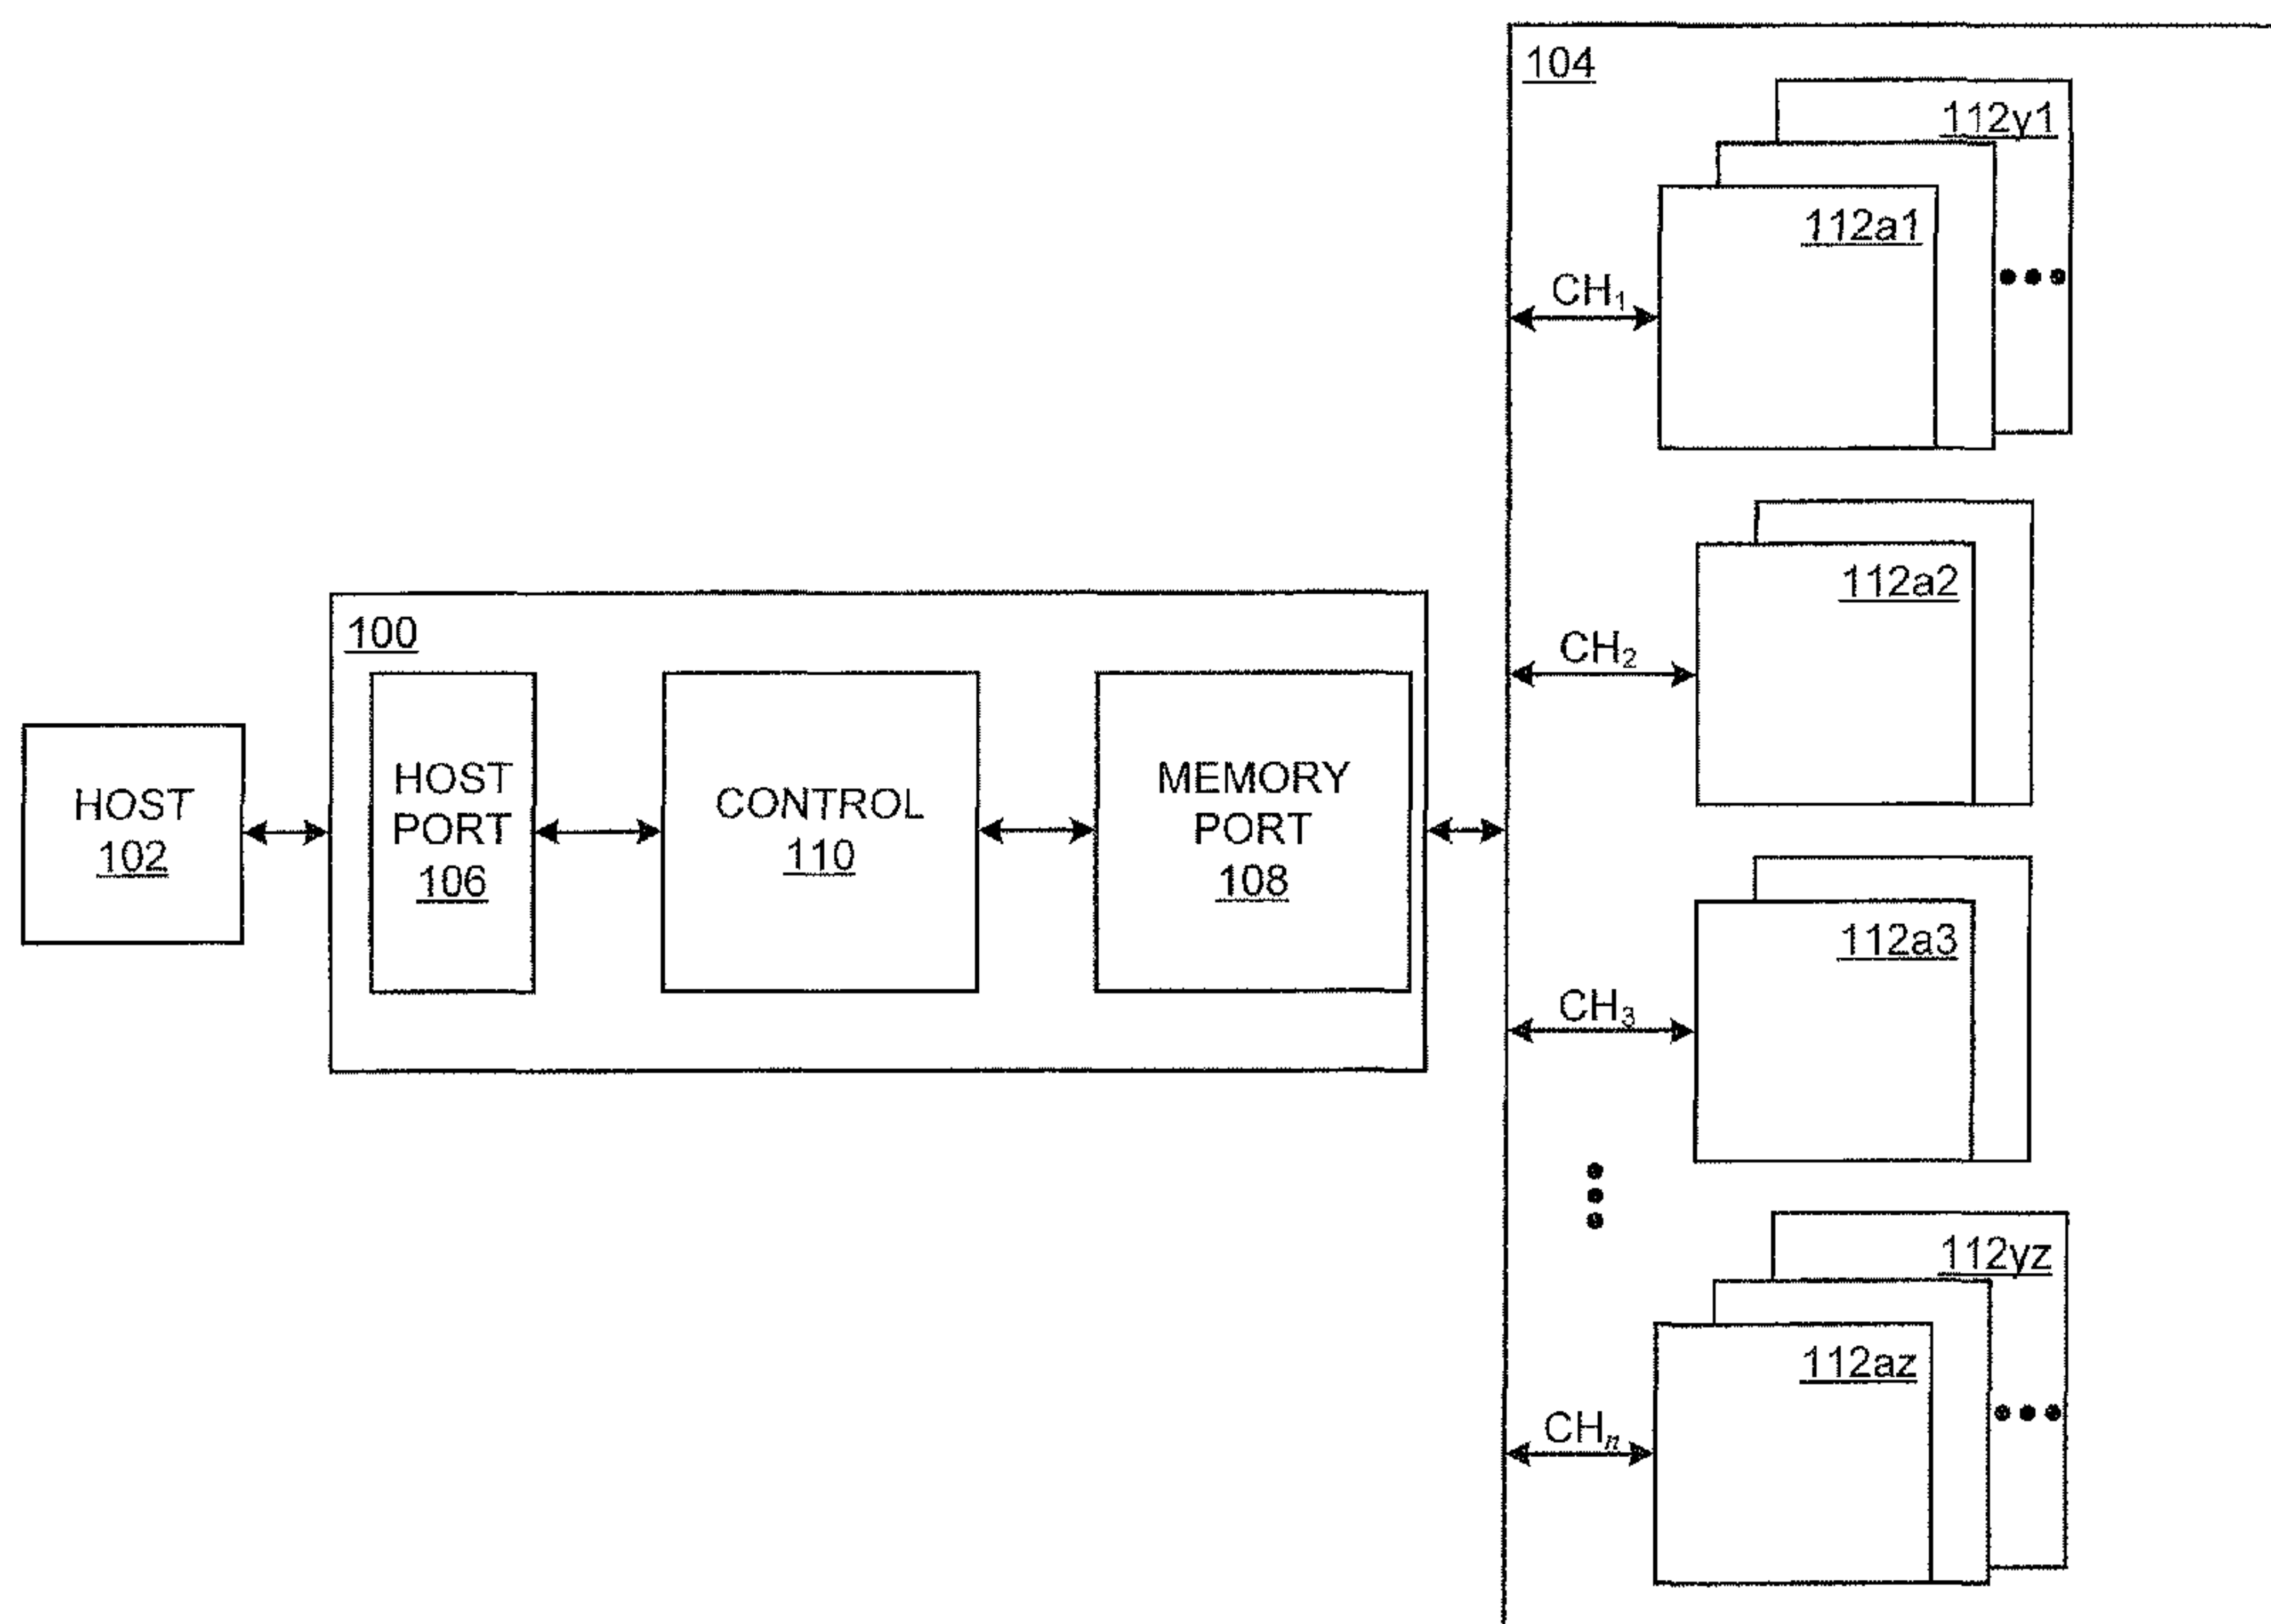 104
112y1
112a1
CH₁
112a2
CH₂
100
HOST
102
HOST
PORT
106
CONTROL
110
MEMORY
PORT
108
112a3
CH₃
112yz
112az
CHₙ